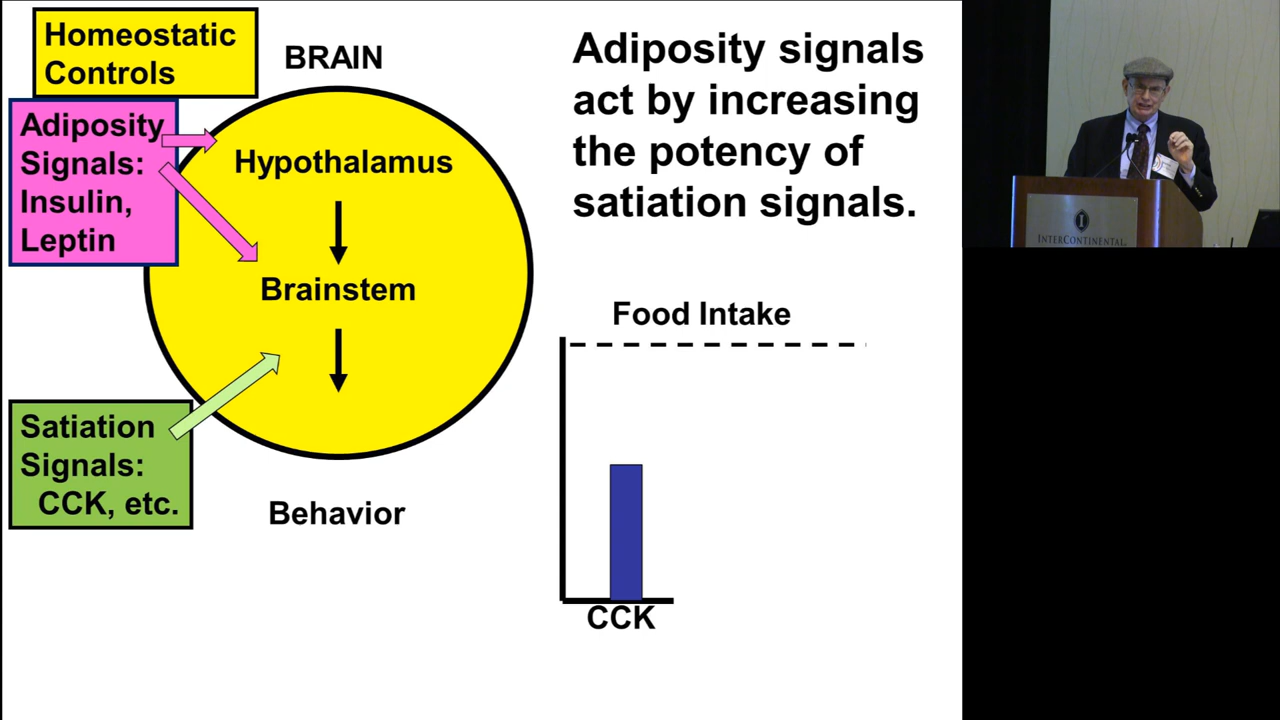 Homeostatic
Controls
BRAIN
Adiposity
Signals:
Insulin,
Leptin
Hypothalamus
Brainstem
Satiation
Signals:
CCK, etc.
Behavior
Adiposity signals
act by increasing
the potency of
satiation signals.
Food Intake
CCK
INTERCONTINENTAL